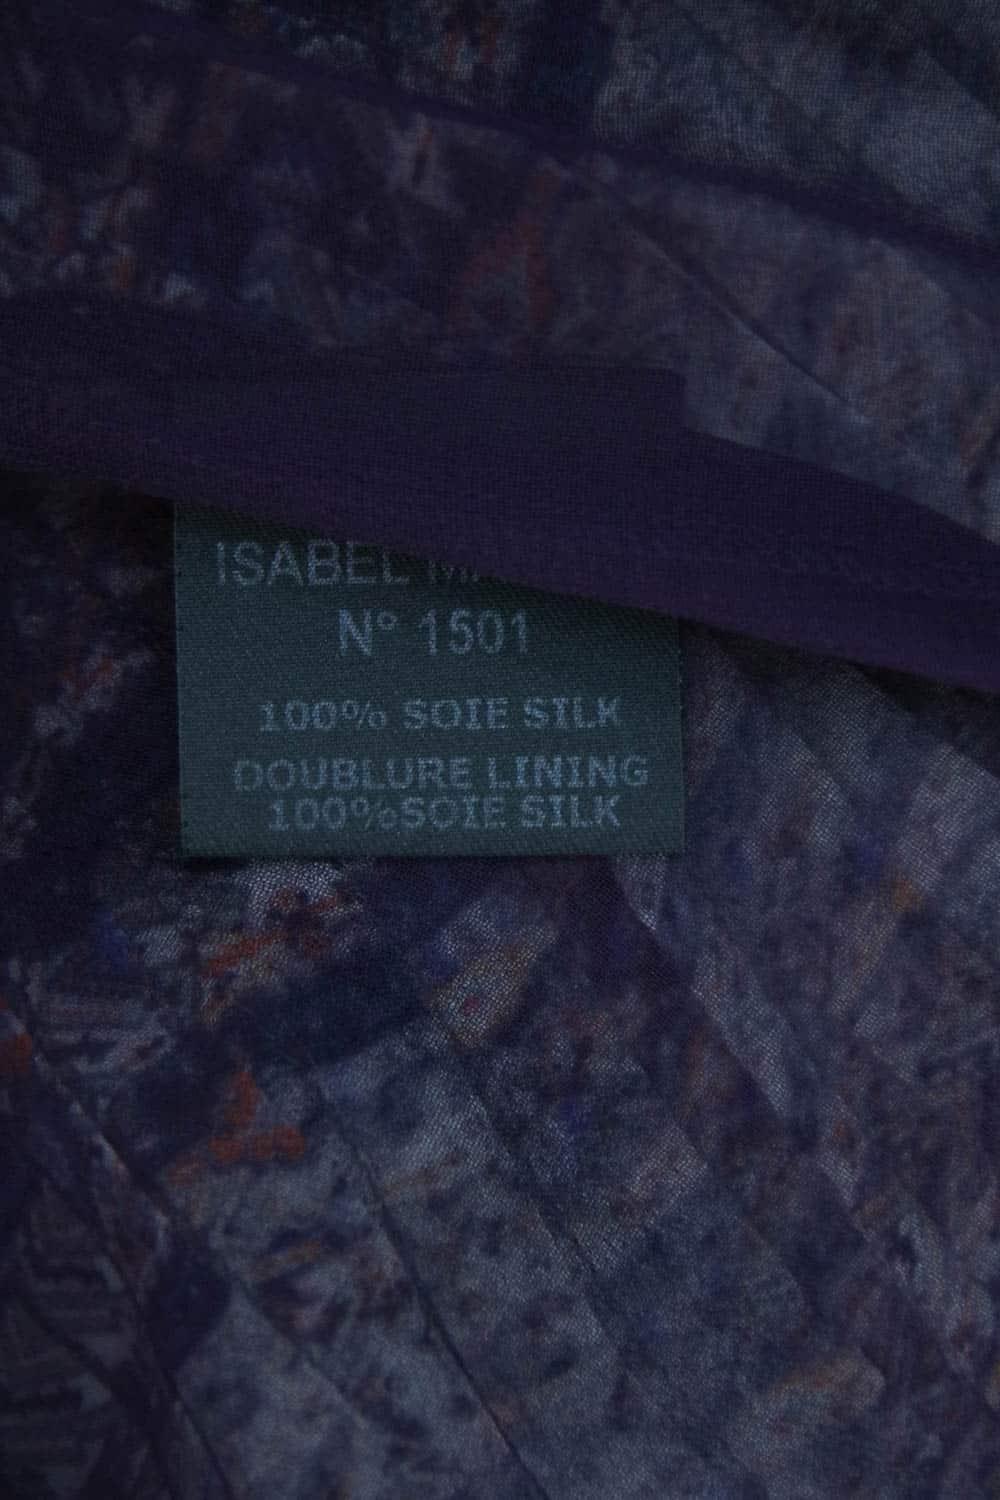 ISABEL
N° 1501
100% SOIE SILK
DOUBLURE LINING
100%SOIE SILK